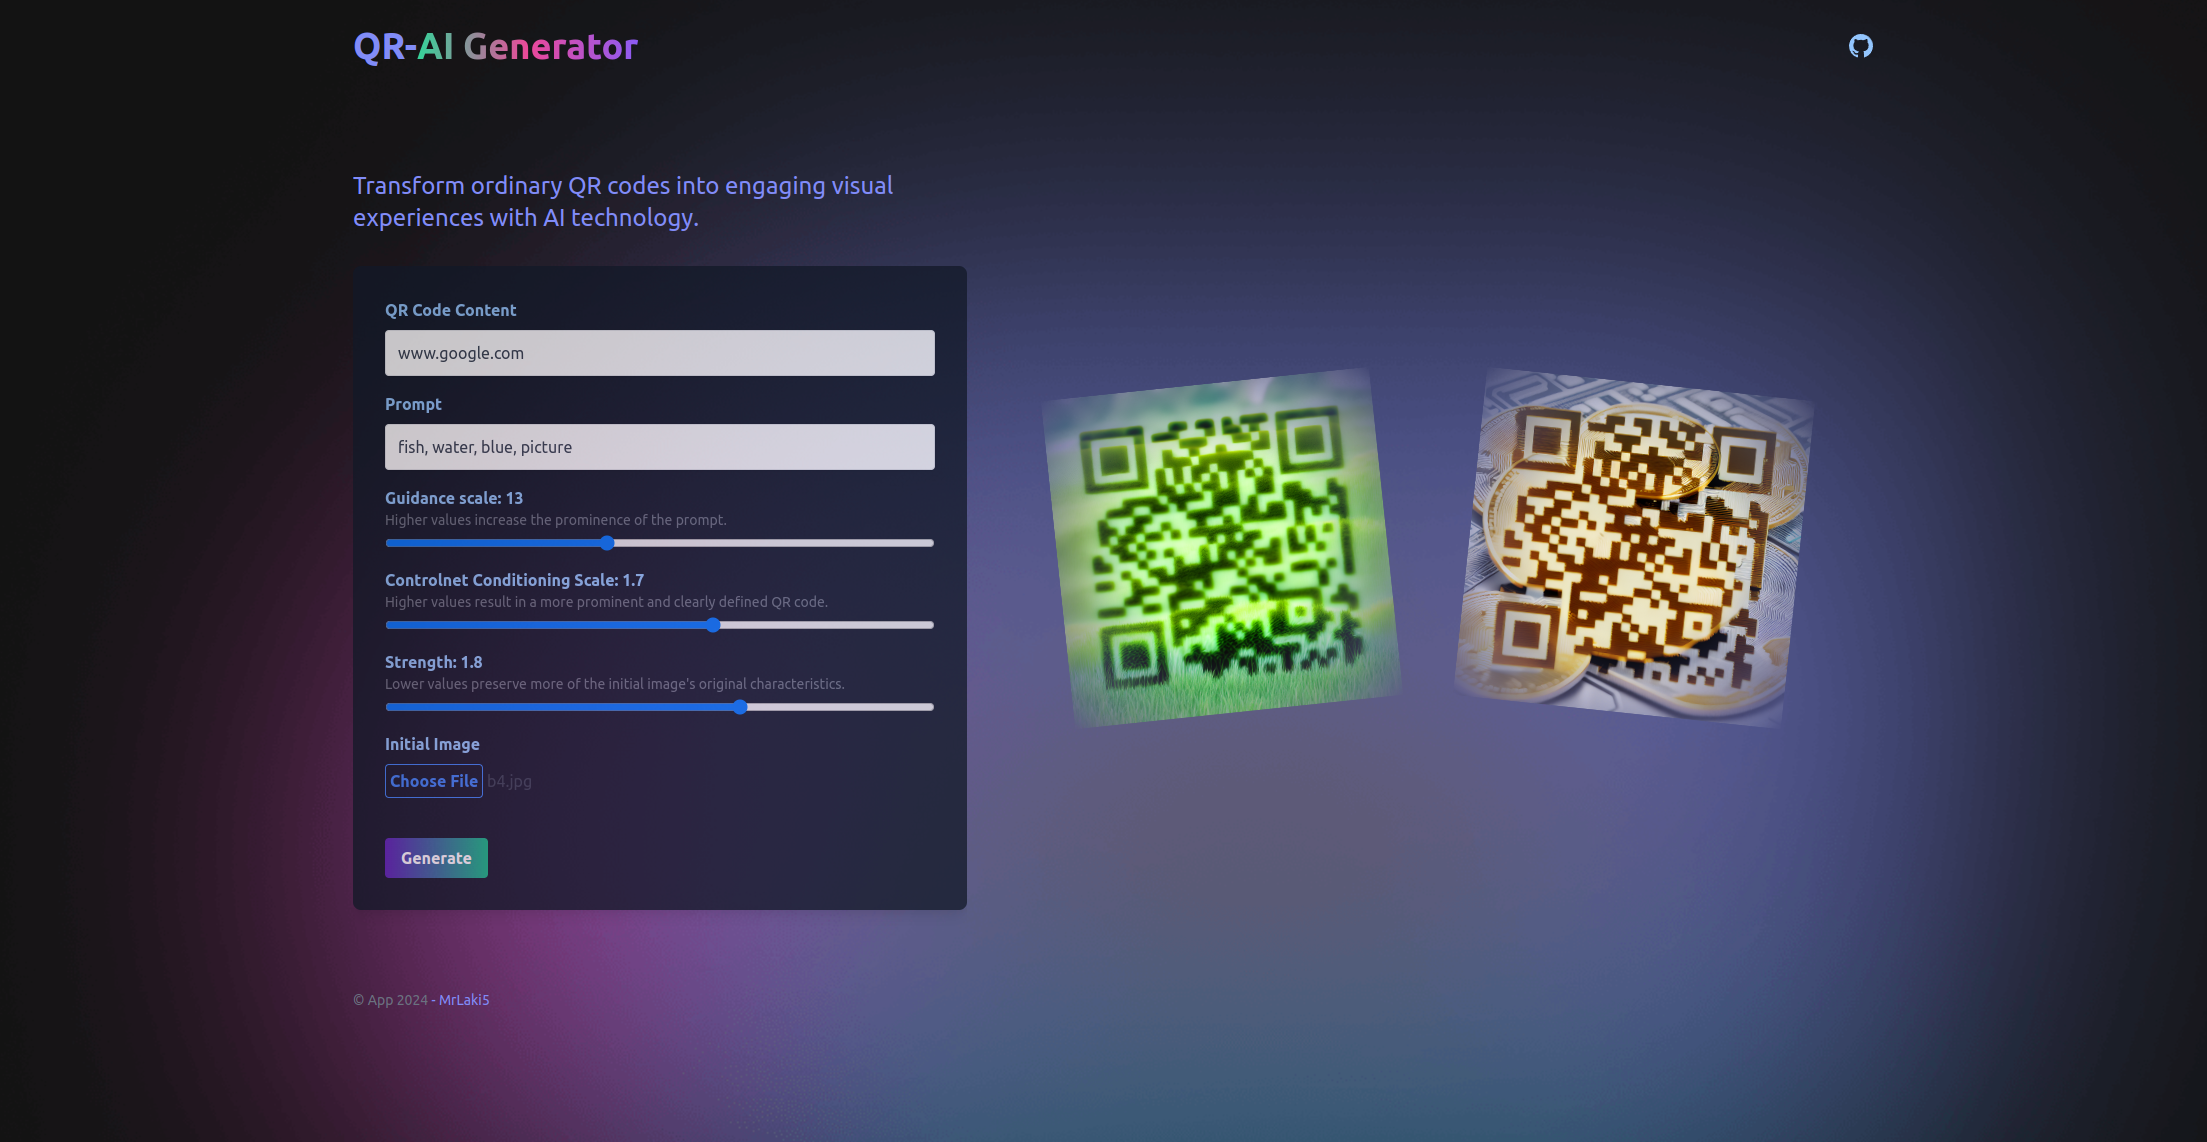 QR-AI Generator
Transform ordinary QR codes into engaging visual
experiences with AI technology.
QR Code Content
www.google.com
Prompt
fish, water, blue, picture
Guidance scale: 13
Higher values increase the prominence of the prompt.
Controlnet Conditioning Scale: 1.7
Higher values result in a more prominent and clearly defined QR code.
Strength: 1.8
Lower values preserve more of the initial image's original characteristics.
Initial Image
Choose File b4.jpg
Generate
© App 2024 - MrLaki5